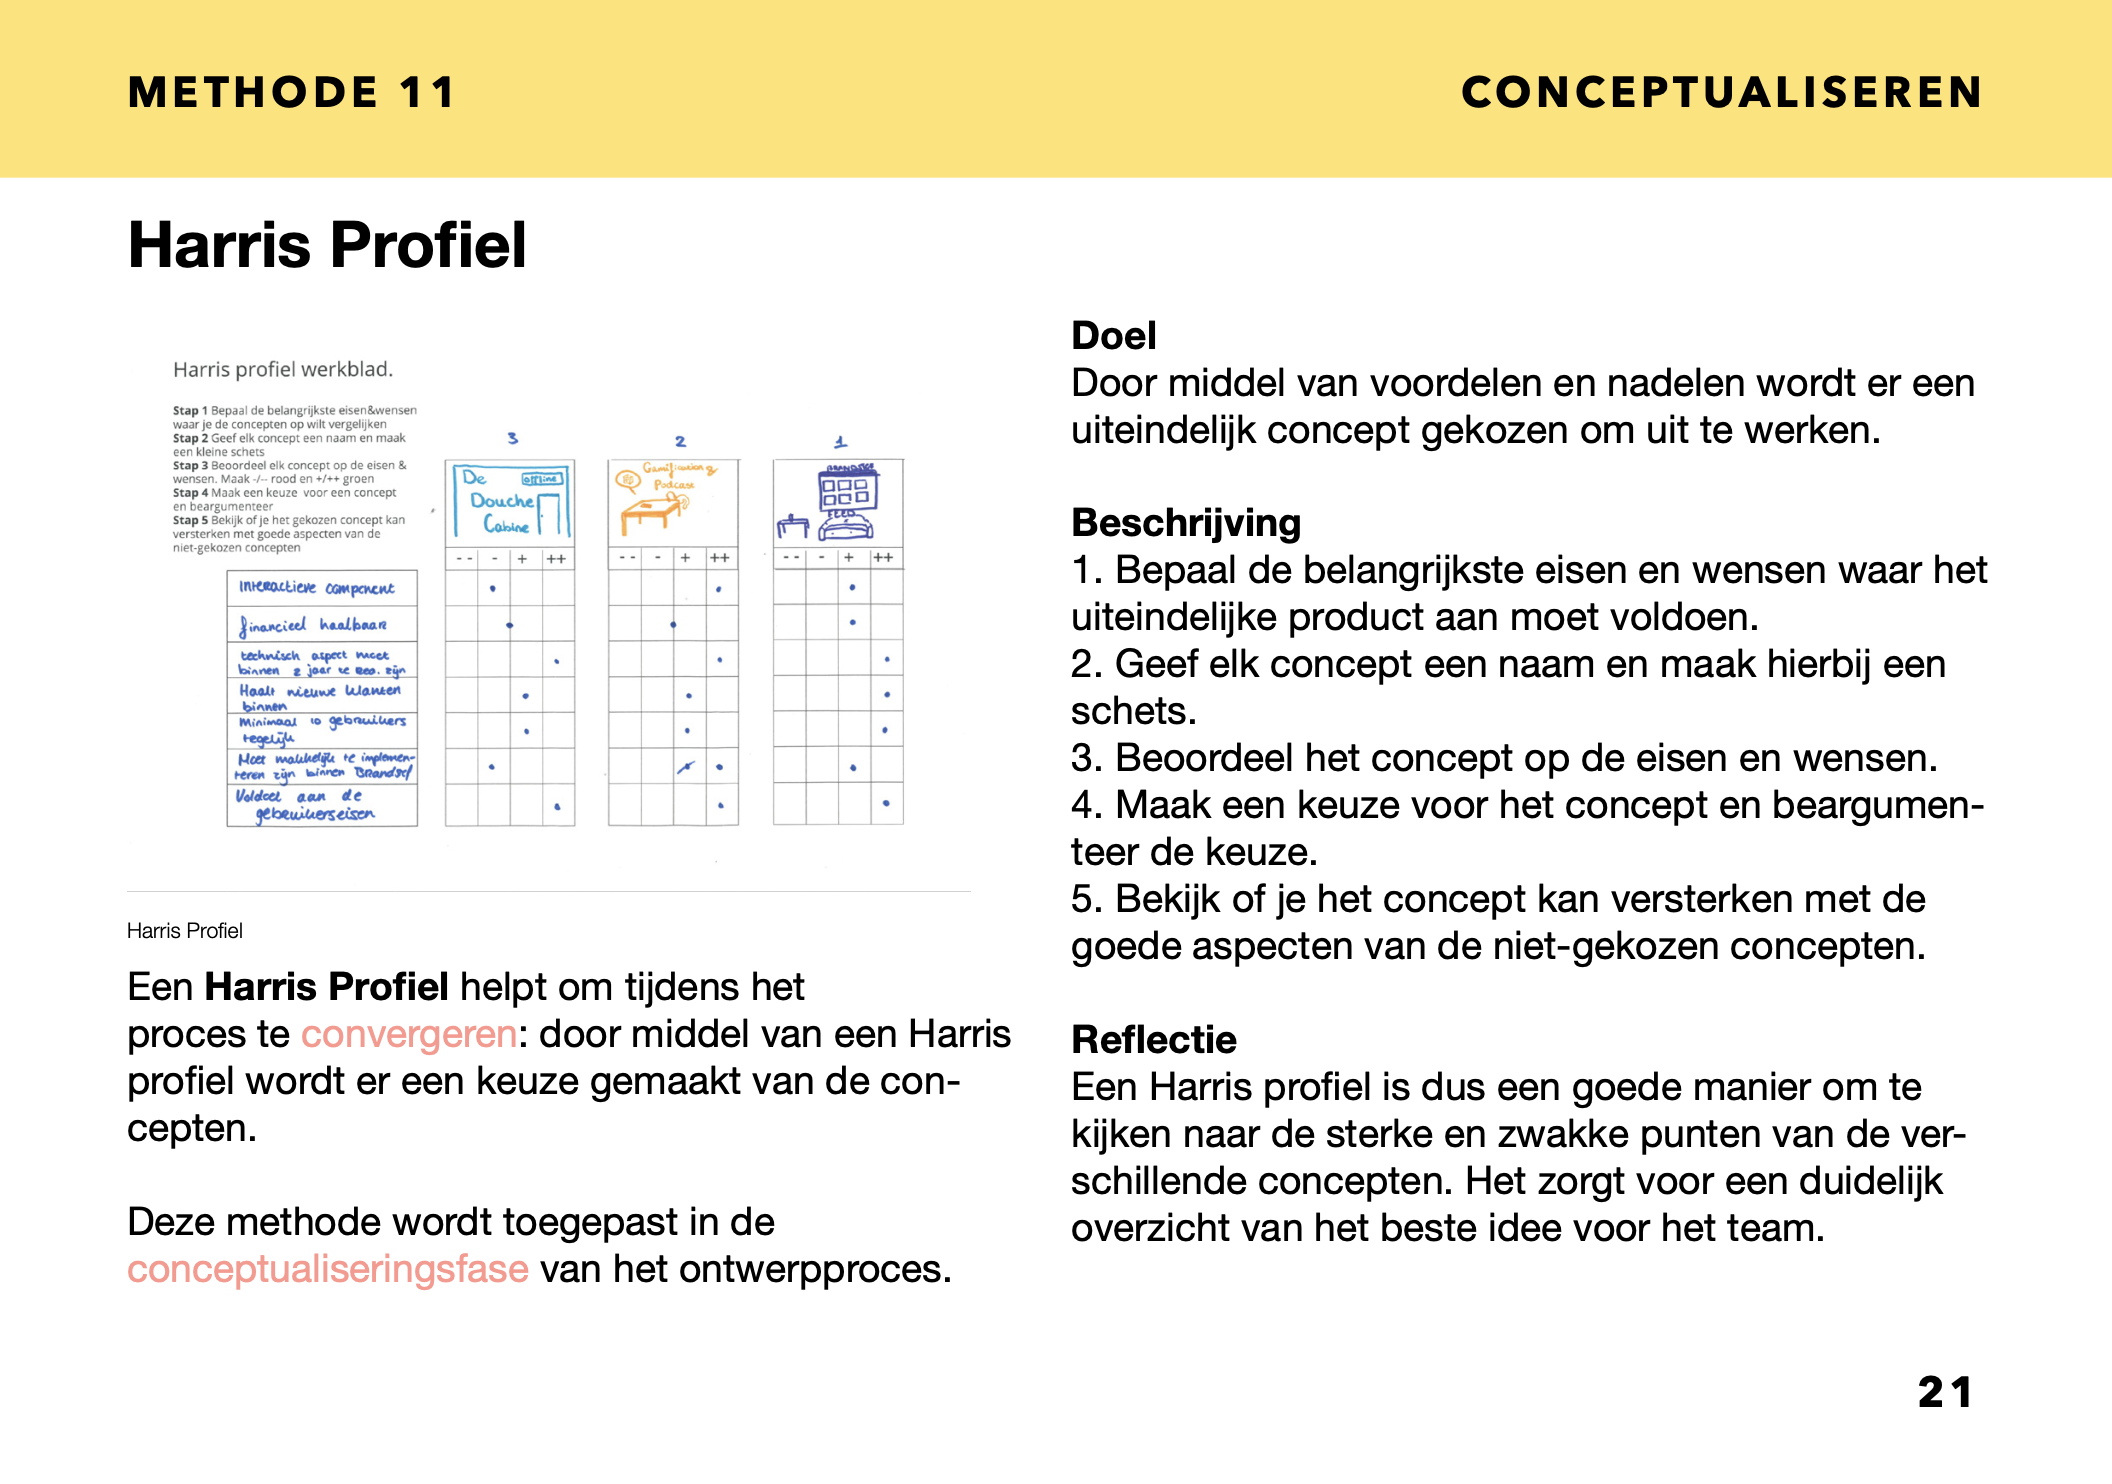 METHODE 11
CONCEPTUALISEREN
Harris Profiel
Harris profiel werkblad.
Stap 1 Bepaal de belangrijkste eisen&wensen
waar je de concepten op wilt vergelijken
Stap 2 Geef elk concept een naam en maak
een kleine schets
Stap 3 Beoordeel elk concept op de eisen &
wensen. Maak -/-- rood en +/++ groen
Stap 4 Maak een keuze voor een concept
en beargumenteer
Stap 5 Bekijk of je het gekozen concept kan
versterken met goede aspecten van de
niet-gekozen concepten
3
2
1
De
offline
Douche
Cabine
Gamification &
Podcast
FEED
-- - + ++
-- - + ++
-- - + ++
Interactieve component
financieel haalbaar
technisch aspect moet
binnen 2 jaar te zijn
Haalt nieuwe klanten
binnen
Minimaal 10 gebruikers
tegelijk
Moet makkelijk te implemen-
teren zijn binnen Brandsof
Voldoet aan de
gebruikerseisen
Harris Profiel
Een Harris Profiel helpt om tijdens het
proces te convergeren: door middel van een Harris
profiel wordt er een keuze gemaakt van de con-
cepten.
Deze methode wordt toegepast in de
conceptualiseringsfase van het ontwerpproces.
Doel
Door middel van voordelen en nadelen wordt er een
uiteindelijk concept gekozen om uit te werken.
Beschrijving
1. Bepaal de belangrijkste eisen en wensen waar het
uiteindelijke product aan moet voldoen.
2. Geef elk concept een naam en maak hierbij een
schets.
3. Beoordeel het concept op de eisen en wensen.
4. Maak een keuze voor het concept en beargumen-
teer de keuze.
5. Bekijk of je het concept kan versterken met de
goede aspecten van de niet-gekozen concepten.
Reflectie
Een Harris profiel is dus een goede manier om te
kijken naar de sterke en zwakke punten van de ver-
schillende concepten. Het zorgt voor een duidelijk
overzicht van het beste idee voor het team.
21